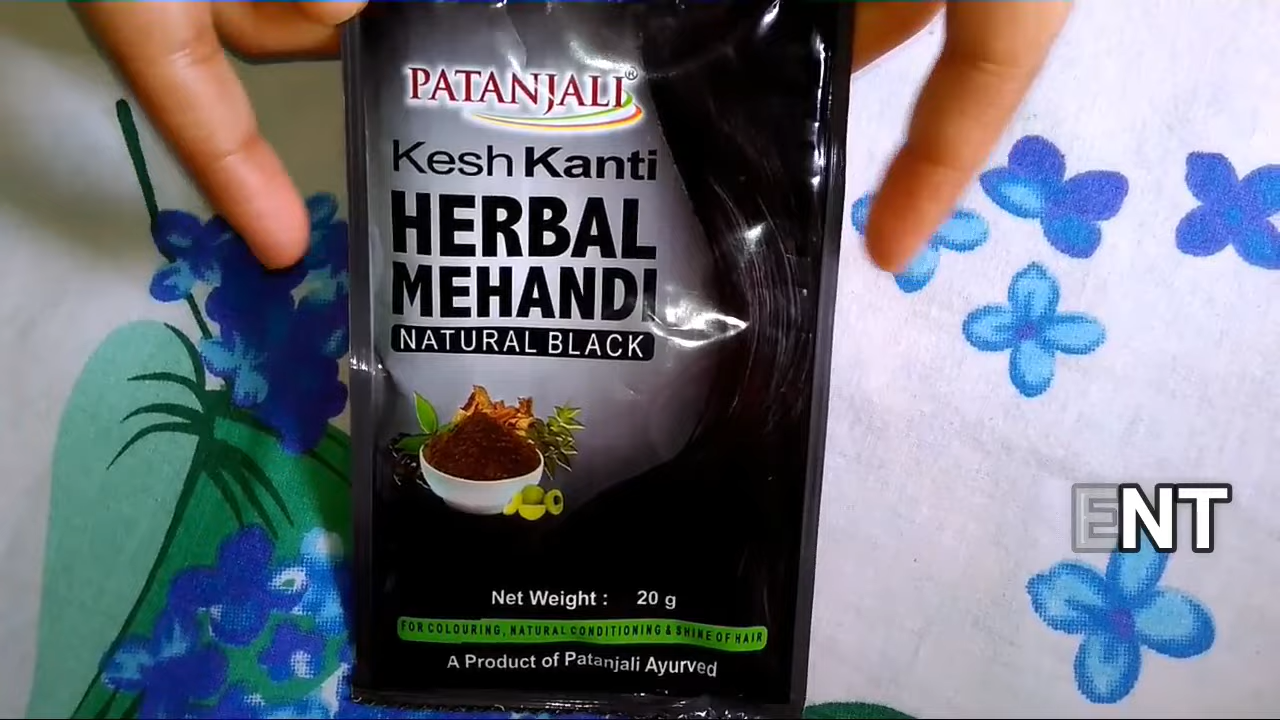 PATANJALI®
Kesh Kanti
HERBAL
MEHANDI
NATURAL BLACK
Net Weight : 20 g
FOR COLOURING, NATURAL CONDITIONING & SHINE OF HAIR
A Product of Patanjali Ayurved
ENT